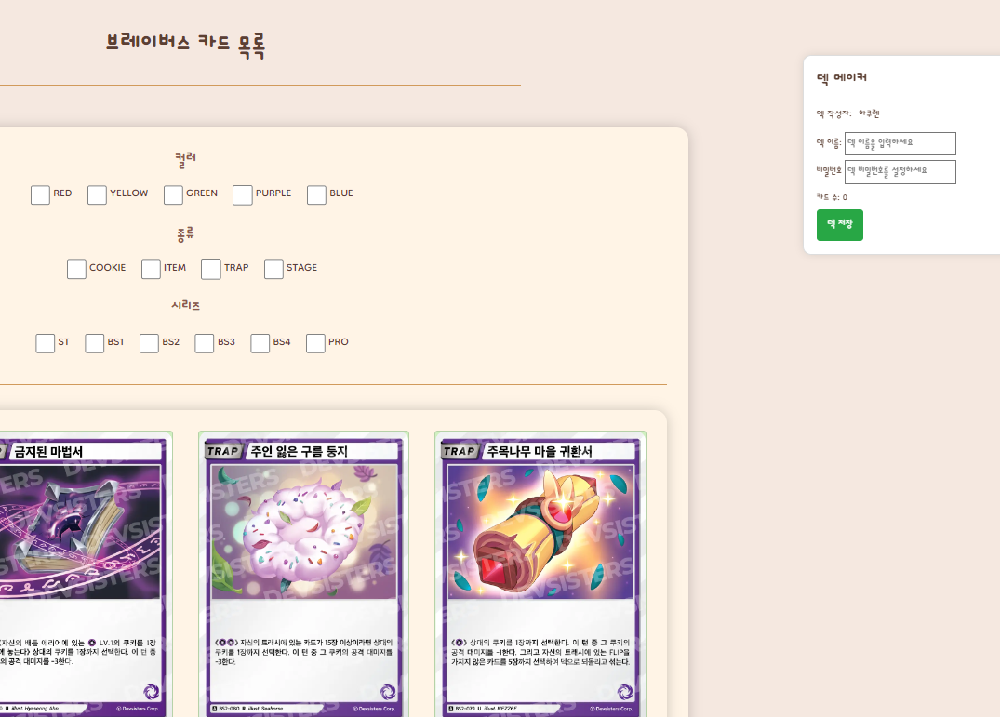 브레이버스 카드 목록
덱 메이커
덱 작성자: 하쿠렌
덱 이름: 덱 이름을 입력하세요
비밀번호 덱 비밀번호를 설정하세요
카드 수: 0
덱 저장
컬러
RED YELLOW GREEN PURPLE BLUE
종류
COOKIE ITEM TRAP STAGE
시리즈
ST BS1 BS2 BS3 BS4 PRO
금지된 마법서
자신의 배틀 에리어에 있는 LV.1의 쿠키를 1장
에 놓는다》 상대의 쿠키를 1장까지 선택한다. 이 턴 중
의 공격 대미지를 -3한다.
U illust. Hyeseong Ahn © Devsisters Corp.
TRAP 주인 잃은 구름 둥지
《》 자신의 트래시에 있는 카드가 15장 이상이라면 상대의
쿠키를 1장까지 선택한다. 이 턴 중 그 쿠키의 공격 대미지를
-3한다.
A BS2-080 R illust. Seahorse © Devsisters Corp.
TRAP 주목나무 마을 귀환서
《》 상대의 쿠키를 1장까지 선택한다. 이 턴 중 그 쿠키의
공격 대미지를 -1한다. 그리고 자신의 트래시에 있는 FLIP을
가지지 않은 카드를 5장까지 선택하여 덱으로 되돌리고 섞는다.
A BS2-079 U illust. NEZZBE © Devsisters Corp.
DEVSISTERS